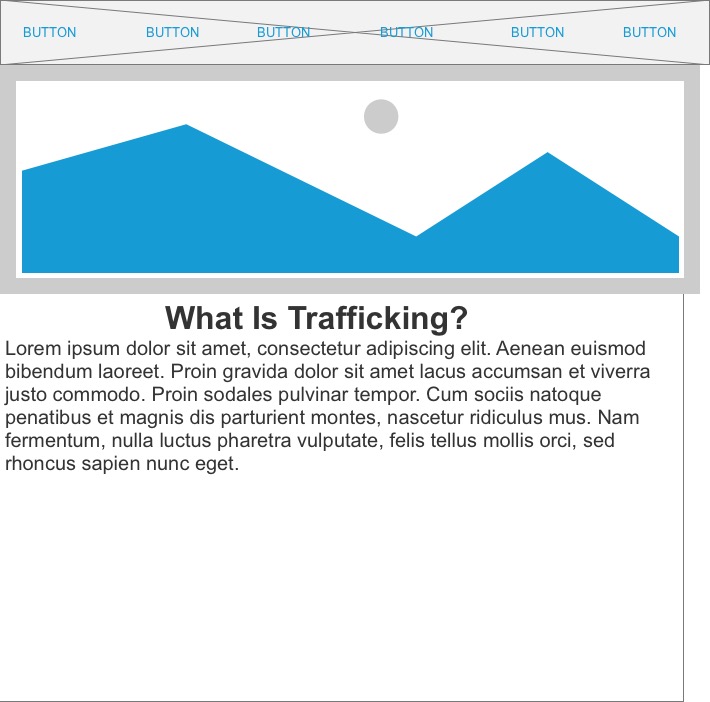 BUTTON BUTTON BUTTON BUTTON BUTTON BUTTON
What Is Trafficking?
Lorem ipsum dolor sit amet, consectetur adipiscing elit. Aenean euismod
bibendum laoreet. Proin gravida dolor sit amet lacus accumsan et viverra
justo commodo. Proin sodales pulvinar tempor. Cum sociis natoque
penatibus et magnis dis parturient montes, nascetur ridiculus mus. Nam
fermentum, nulla luctus pharetra vulputate, felis tellus mollis orci, sed
rhoncus sapien nunc eget.